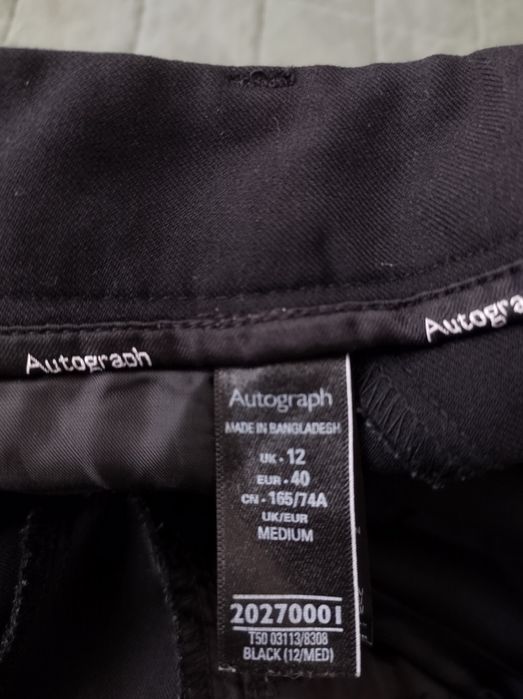 Autograph
Autogra
Autograph
MADE IN BANGLADESH
UK - 12
EUR - 40
CN - 165/74A
UK/EUR
MEDIUM
20270001
T50 03113/8308
BLACK (12/MED)